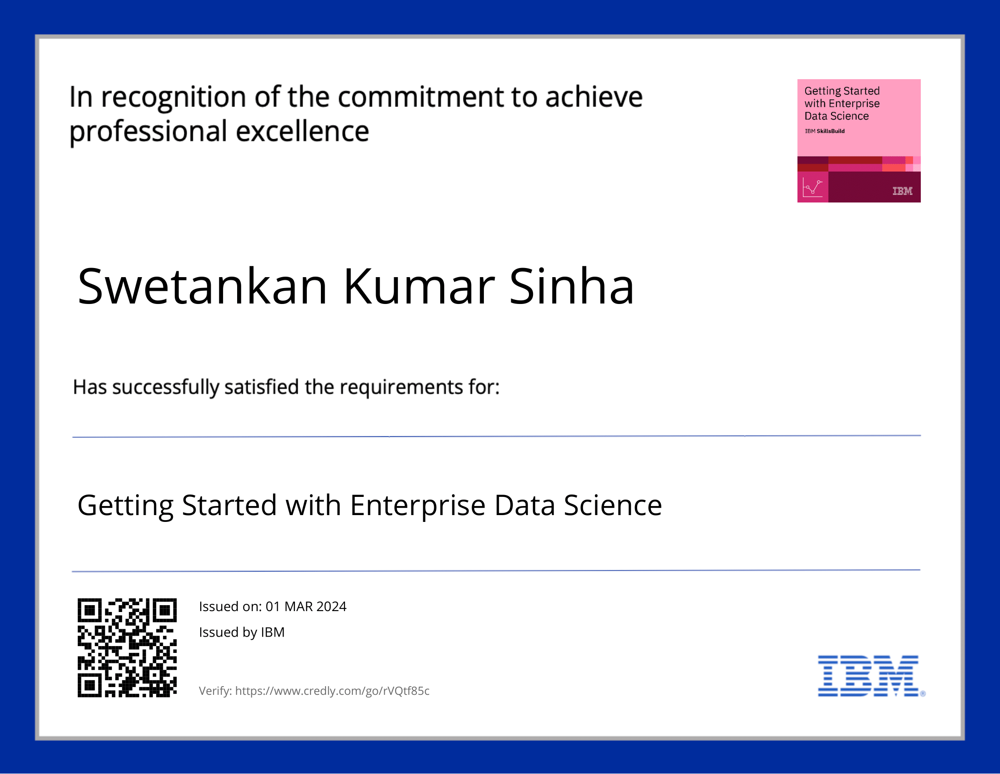 In recognition of the commitment to achieve
professional excellence
Getting Started
with Enterprise
Data Science
IBM SkillsBuild
IBM
Swetankan Kumar Sinha
Has successfully satisfied the requirements for:
Getting Started with Enterprise Data Science
Issued on: 01 MAR 2024
Issued by IBM
Verify: https://www.credly.com/go/rVQtf85c
IBM®